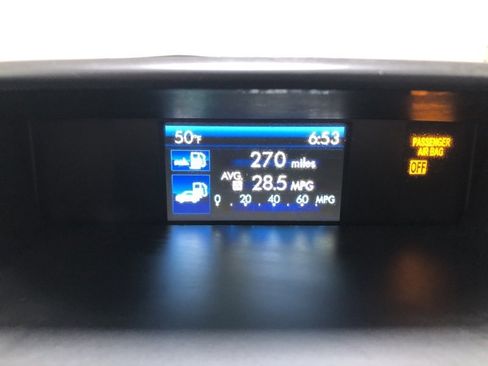 50°F 6:53
270 miles
AVG. B 28.5 MPG
0 20 40 60 MPG
PASSENGER
AIR BAG
OFF